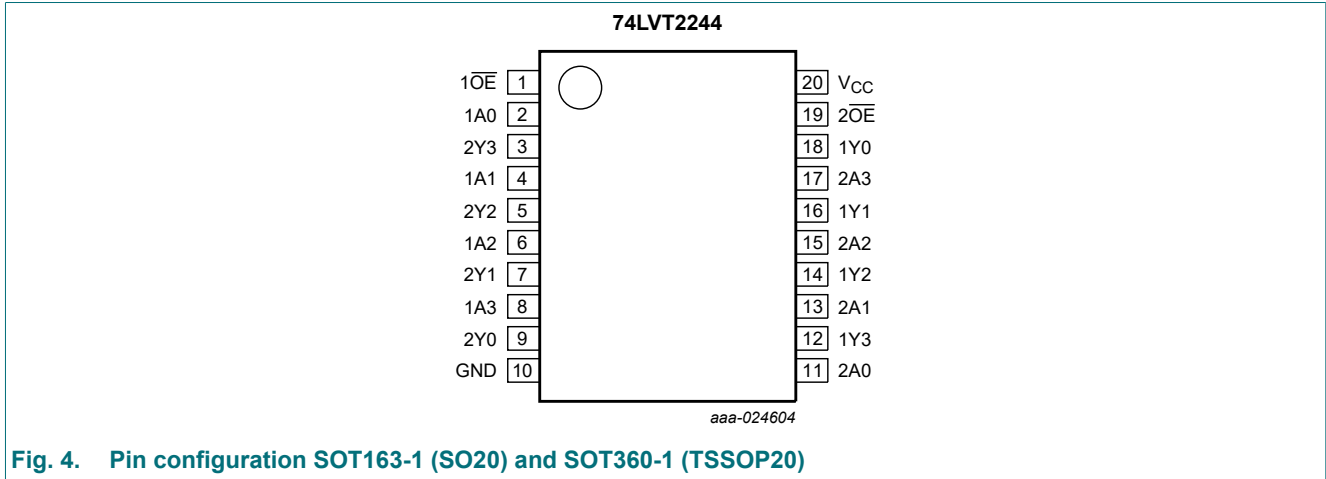 74LVT2244
1O̅E̅ 1
1A0 2
2Y3 3
1A1 4
2Y2 5
1A2 6
2Y1 7
1A3 8
2Y0 9
GND 10
20 VCC
19 2O̅E̅
18 1Y0
17 2A3
16 1Y1
15 2A2
14 1Y2
13 2A1
12 1Y3
11 2A0
aaa-024604
Fig. 4. Pin configuration SOT163-1 (SO20) and SOT360-1 (TSSOP20)